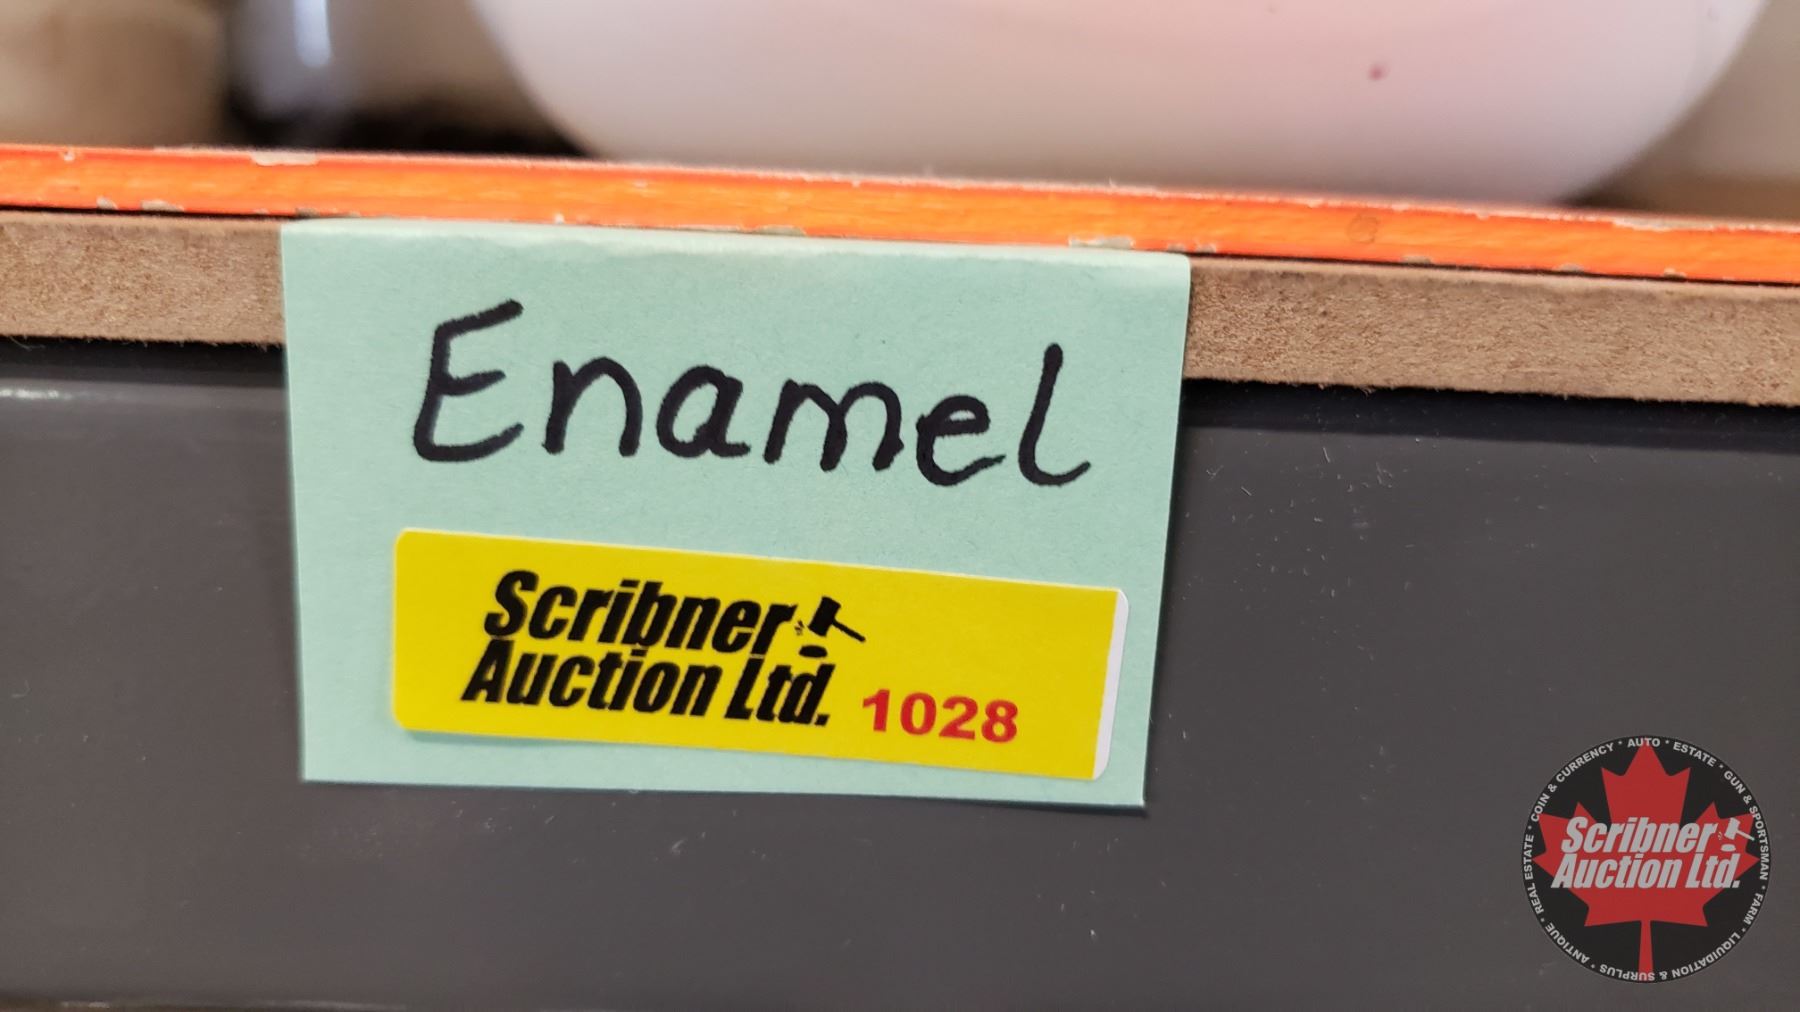 Enamel
Scribner
Auction Ltd.
1028
Scribner
Auction Ltd.
REAL ESTATE • COIN & CURRENCY • AUTO • ESTATE • GUN & SPORTSMAN • FARM • LIQUIDATION & SURPLUS • ANTIQUE •